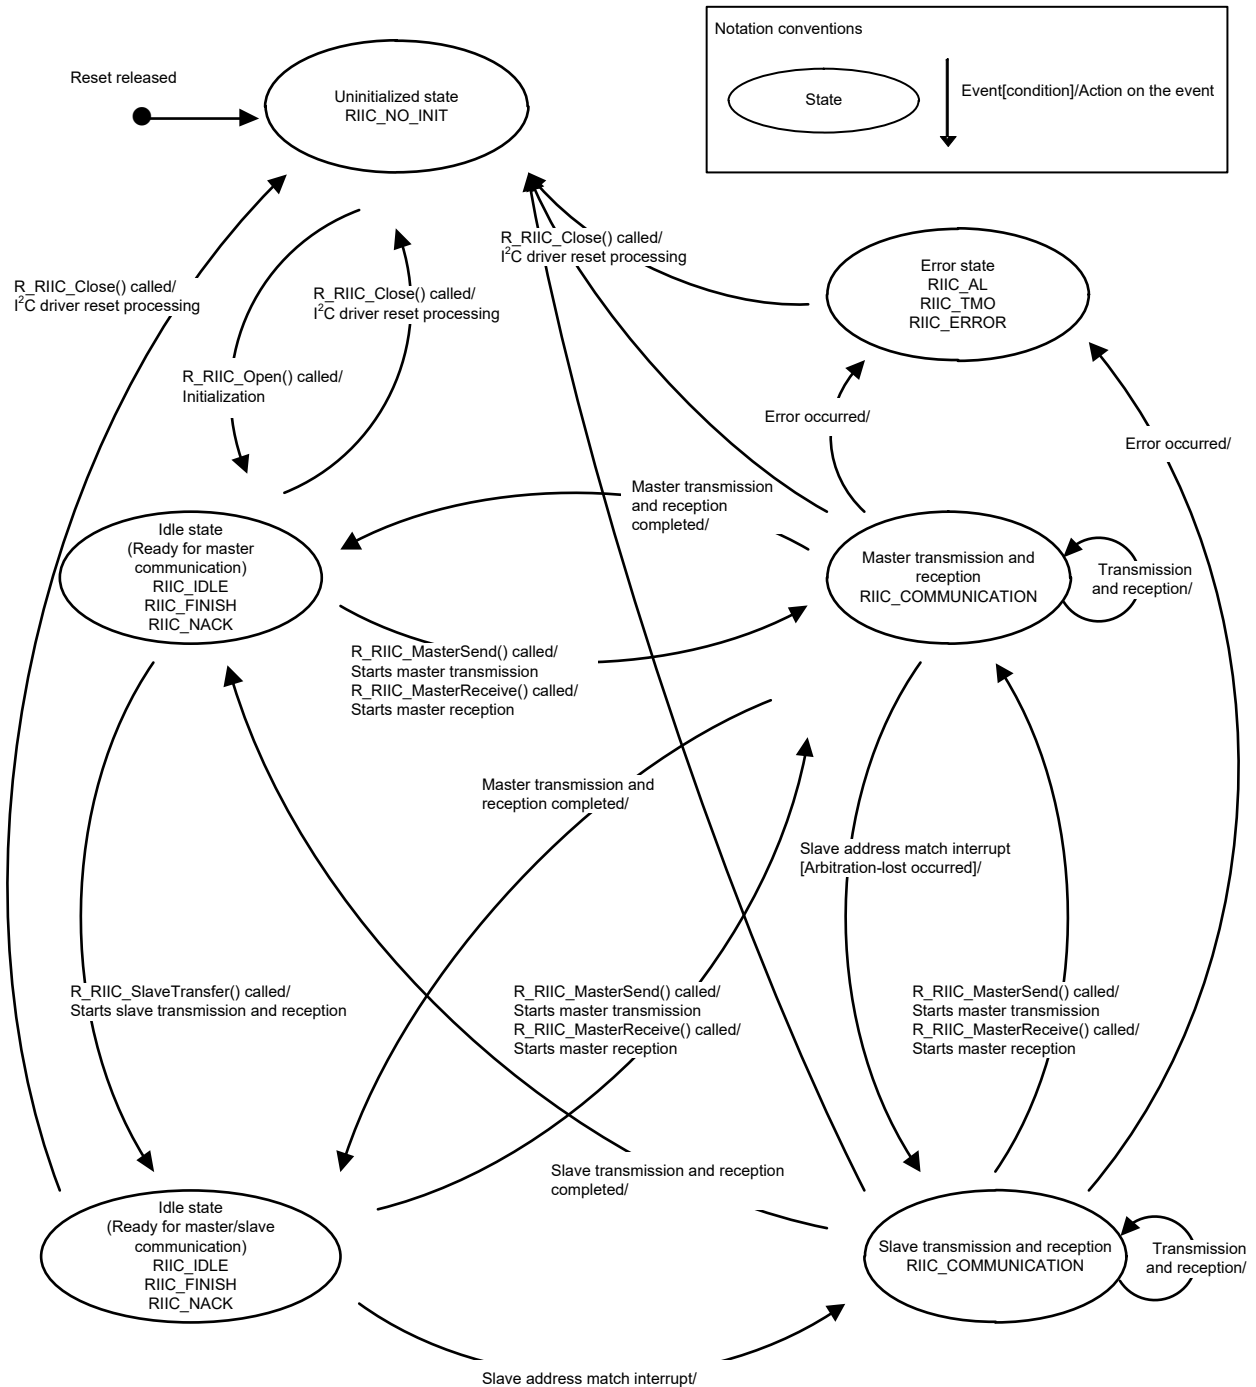 Notation conventions
State
Event[condition]/Action on the event
Reset released
Uninitialized state
RIIC_NO_INIT
R_RIIC_Close() called/
I²C driver reset processing
R_RIIC_Close() called/
I²C driver reset processing
R_RIIC_Close() called/
I²C driver reset processing
Error state
RIIC_AL
RIIC_TMO
RIIC_ERROR
R_RIIC_Open() called/
Initialization
Error occurred/
Error occurred/
Master transmission
and reception
completed/
Idle state
(Ready for master
communication)
RIIC_IDLE
RIIC_FINISH
RIIC_NACK
Master transmission and
reception
RIIC_COMMUNICATION
Transmission
and reception/
R_RIIC_MasterSend() called/
Starts master transmission
R_RIIC_MasterReceive() called/
Starts master reception
Master transmission and
reception completed/
Slave address match interrupt
[Arbitration-lost occurred]/
R_RIIC_SlaveTransfer() called/
Starts slave transmission and reception
R_RIIC_MasterSend() called/
Starts master transmission
R_RIIC_MasterReceive() called/
Starts master reception
R_RIIC_MasterSend() called/
Starts master transmission
R_RIIC_MasterReceive() called/
Starts master reception
Slave transmission and reception
completed/
Idle state
(Ready for master/slave
communication)
RIIC_IDLE
RIIC_FINISH
RIIC_NACK
Slave transmission and reception
RIIC_COMMUNICATION
Transmission
and reception/
Slave address match interrupt/